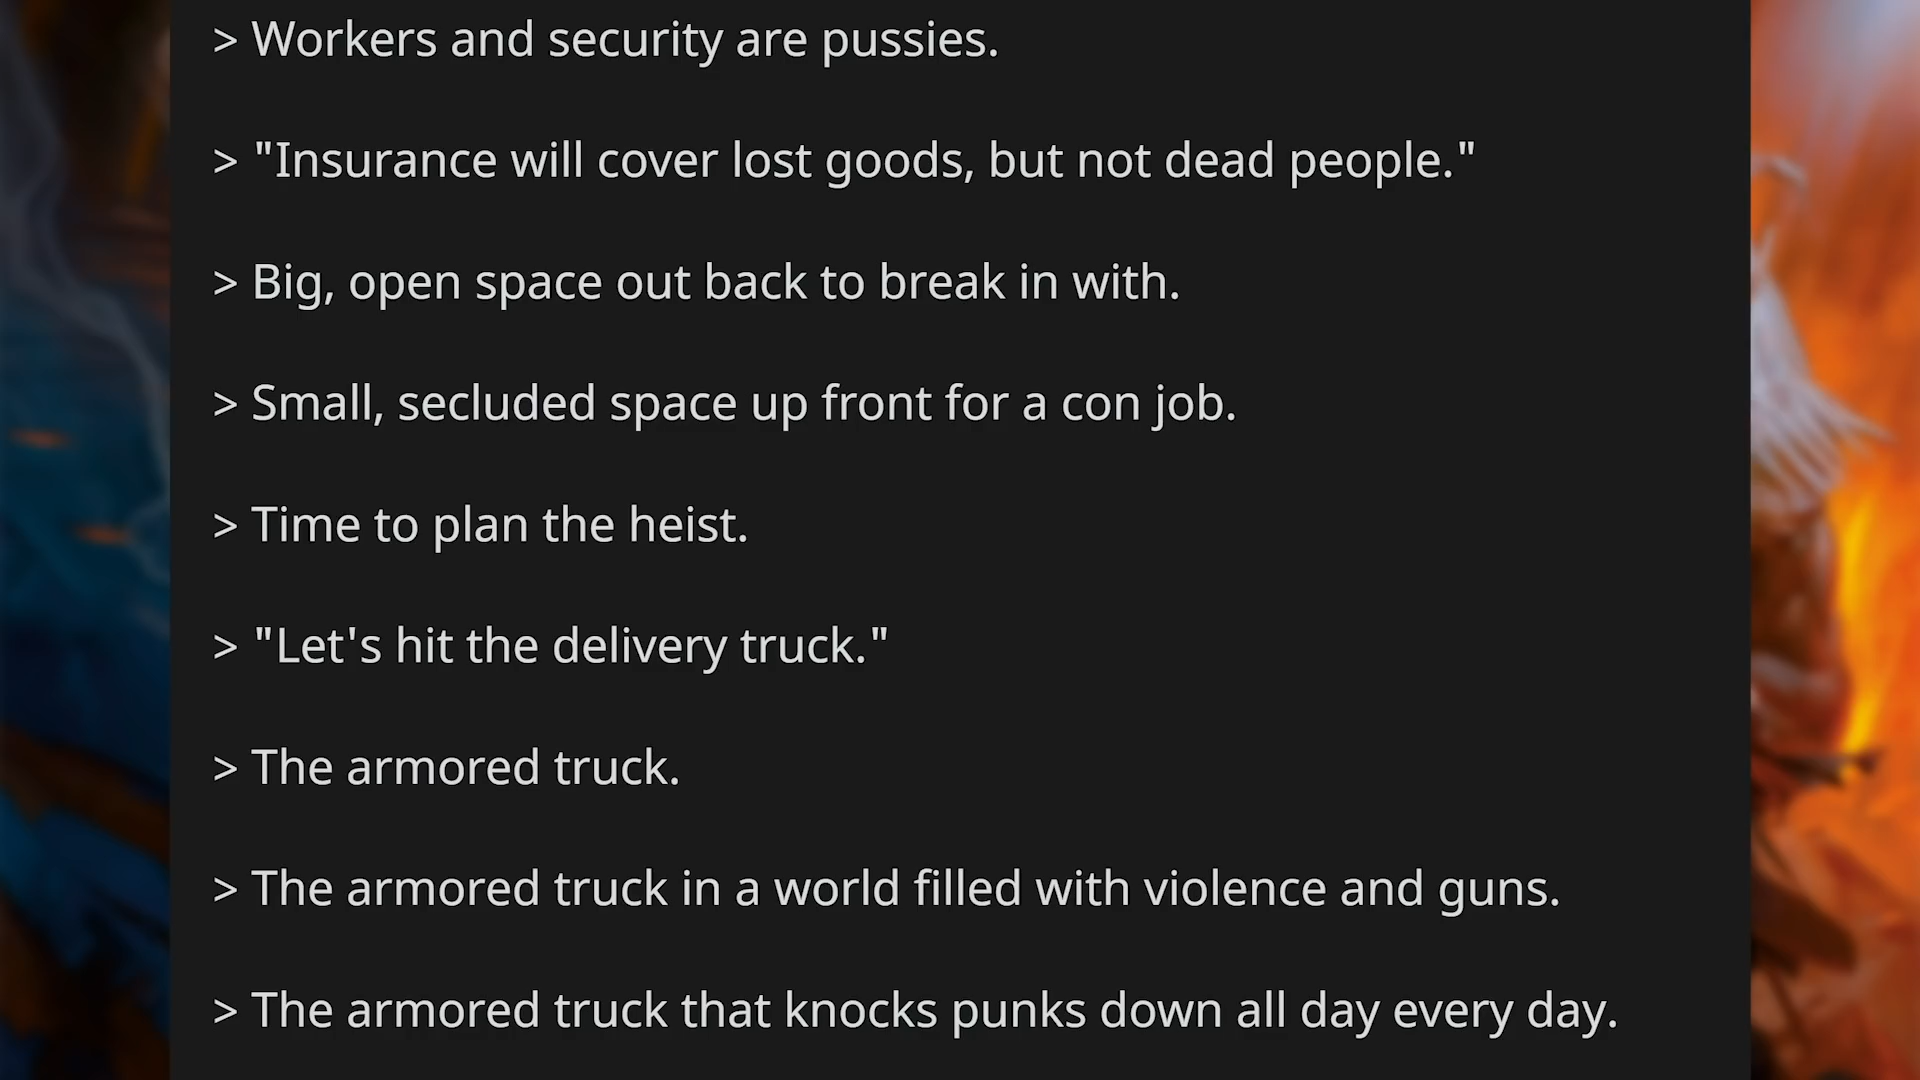 > Workers and security are pussies.
> "Insurance will cover lost goods, but not dead people."
> Big, open space out back to break in with.
> Small, secluded space up front for a con job.
> Time to plan the heist.
> "Let's hit the delivery truck."
> The armored truck.
> The armored truck in a world filled with violence and guns.
> The armored truck that knocks punks down all day every day.